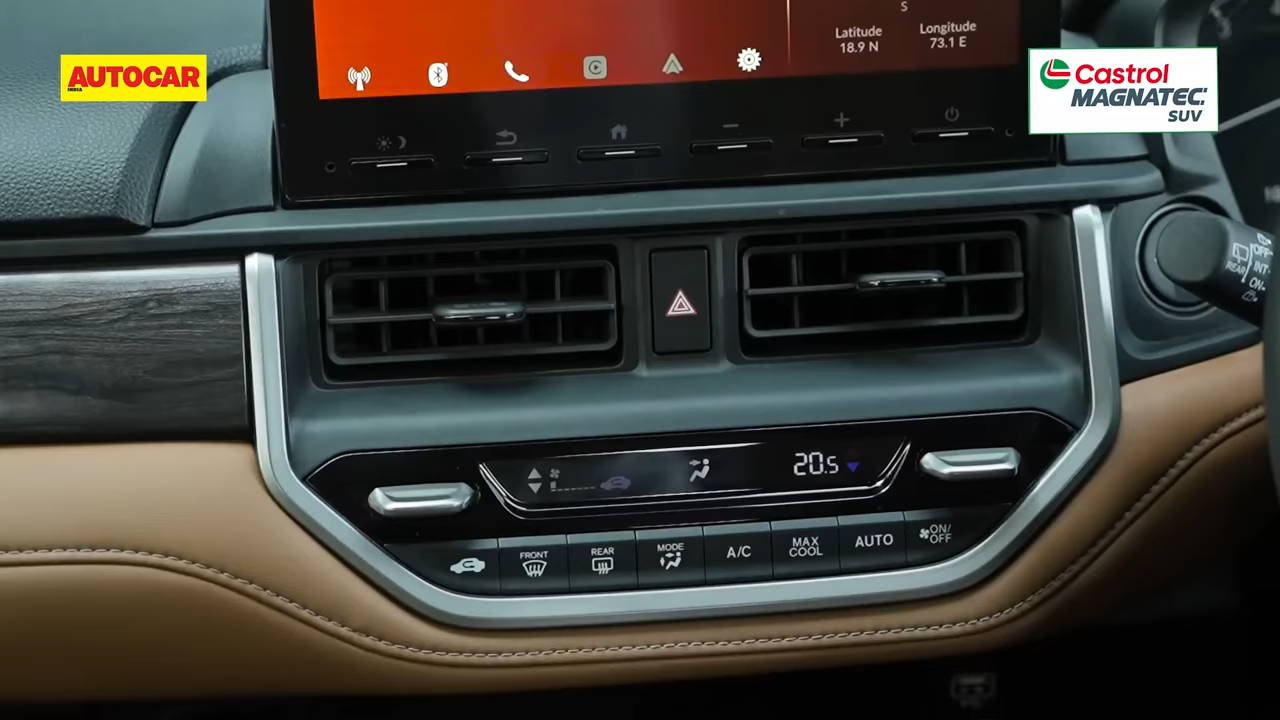 AUTOCAR
INDIA
S
Latitude
18.9 N
Longitude
73.1 E
Castrol
MAGNATEC
SUV
REAR
OFF
INT
ON
20.5
FRONT
REAR
MODE
A/C
MAX
COOL
AUTO
ON/
OFF